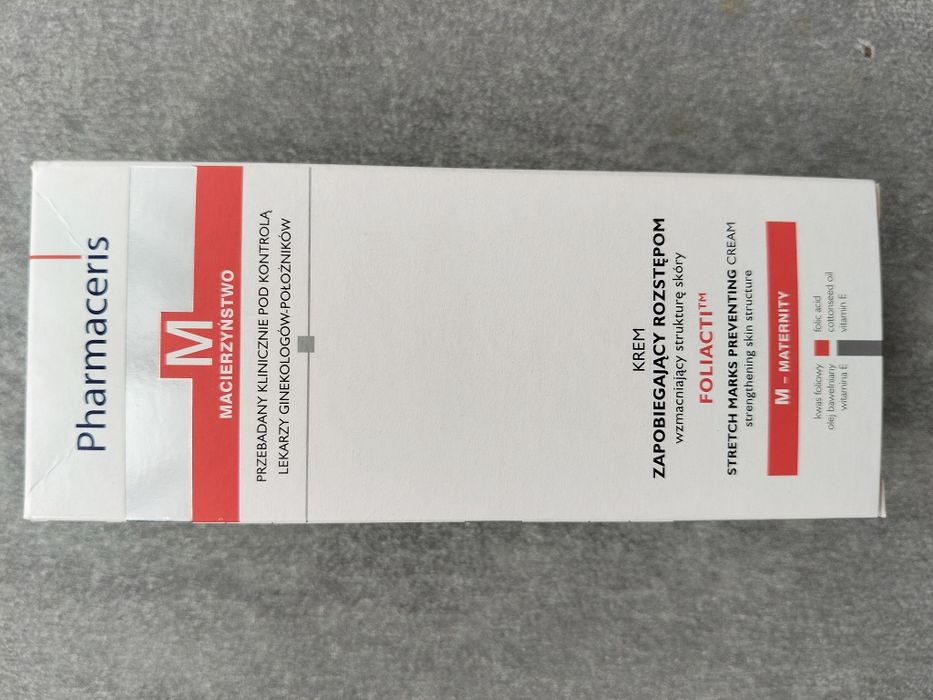 Pharmaceris
M
MACIERZYŃSTWO
PRZEBADANY KLINICZNIE POD KONTROLĄ
LEKARZY GINEKOLOGÓW-POŁOŻNIKÓW
KREM
ZAPOBIEGAJĄCY ROZSTĘPOM
wzmacniający strukturę skóry
FOLIACTI™
STRETCH MARKS PREVENTING CREAM
strengthening skin structure
M – MATERNITY
kwas foliowy folic acid
olej bawełniany cottonseed oil
witamina E vitamin E